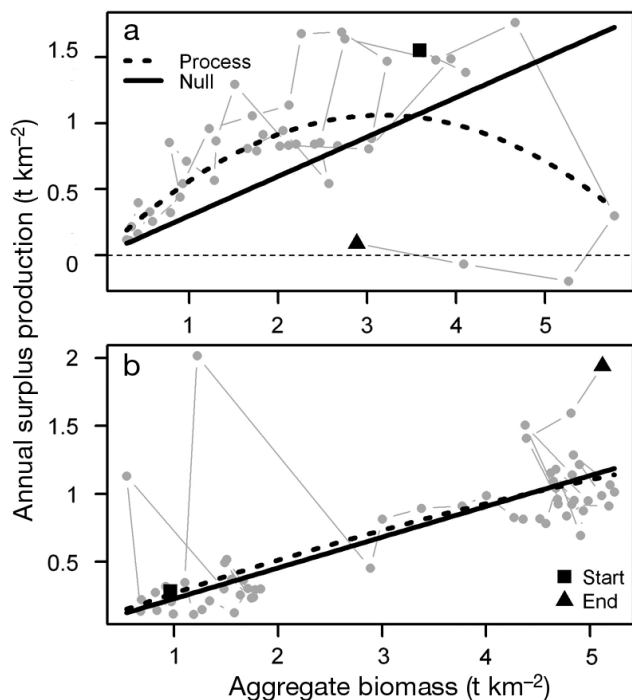 a
Process
Null
1.5
1
0.5
0
1 2 3 4 5
Annual surplus production (t km⁻²)
b
2
1.5
1
0.5
Start
End
1 2 3 4 5
Aggregate biomass (t km⁻²)